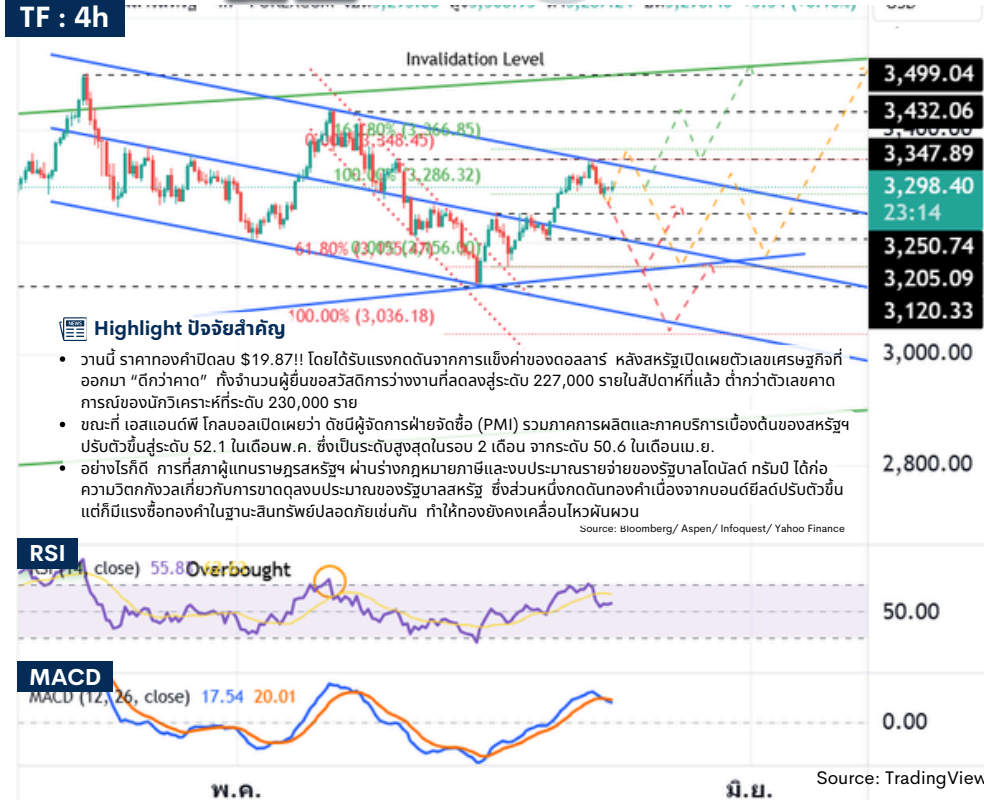 TF : 4h
FOREXCOM
USD
Invalidation Level
3,499.04
3,432.06
3,400.00
161.80% (3,366.85)
0.00% (3,348.45)
3,347.89
100.00% (3,286.32)
3,298.40
23:14
3,250.74
61.80%
3,205.09
3,120.33
100.00% (3,036.18)
Highlight ปัจจัยสำคัญ
3,000.00
• วานนี้ ราคาทองคำปิดลบ $19.87!! โดยได้รับแรงกดดันจากการแข็งค่าของดอลลาร์ หลังสหรัฐเปิดเผยตัวเลขเศรษฐกิจที่
ออกมา “ดีกว่าคาด” ทั้งจำนวนผู้ยื่นขอสวัสดิการว่างงานที่ลดลงสู่ระดับ 227,000 รายในสัปดาห์ที่แล้ว ต่ำกว่าตัวเลขคาด
การณ์ของนักวิเคราะห์ที่ระดับ 230,000 ราย
• ขณะที่ เอสแอนด์พี โกลบอลเปิดเผยว่า ดัชนีผู้จัดการฝ่ายจัดซื้อ (PMI) รวมภาคการผลิตและภาคบริการเบื้องต้นของสหรัฐฯ
ปรับตัวขึ้นสู่ระดับ 52.1 ในเดือนพ.ค. ซึ่งเป็นระดับสูงสุดในรอบ 2 เดือน จากระดับ 50.6 ในเดือนเม.ย.
2,800.00
• อย่างไรก็ดี การที่สภาผู้แทนราษฎรสหรัฐฯ ผ่านร่างกฎหมายภาษีและงบประมาณรายจ่ายของรัฐบาลโดนัลด์ ทรัมป์ ได้ก่อ
ความวิตกกังวลเกี่ยวกับการขาดดุลงบประมาณของรัฐบาลสหรัฐ ซึ่งส่วนหนึ่งกดดันทองคำเนื่องจากบอนด์ยีลด์ปรับตัวขึ้น
แต่ก็มีแรงซื้อทองคำในฐานะสินทรัพย์ปลอดภัยเช่นกัน ทำให้ทองยังคงเคลื่อนไหวผันผวน
Source: Bloomberg/ Aspen/ Infoquest/ Yahoo Finance
RSI
close) 55.8
Overbought
50.00
MACD
MACD (12, 26, close) 17.54 20.01
0.00
พ.ค.
มิ.ย.
Source: TradingView